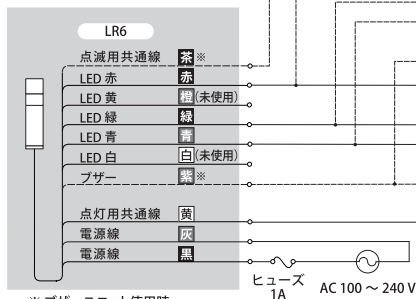 LR6
点滅用共通線 茶 ※
LED 赤 赤
LED 黄 橙 (未使用)
LED 緑 緑
LED 青 青
LED 白 白 (未使用)
ブザー 紫 ※
点灯用共通線 黄
電源線 灰
電源線 黒
ヒューズ
1A
AC 100 ～ 240 V